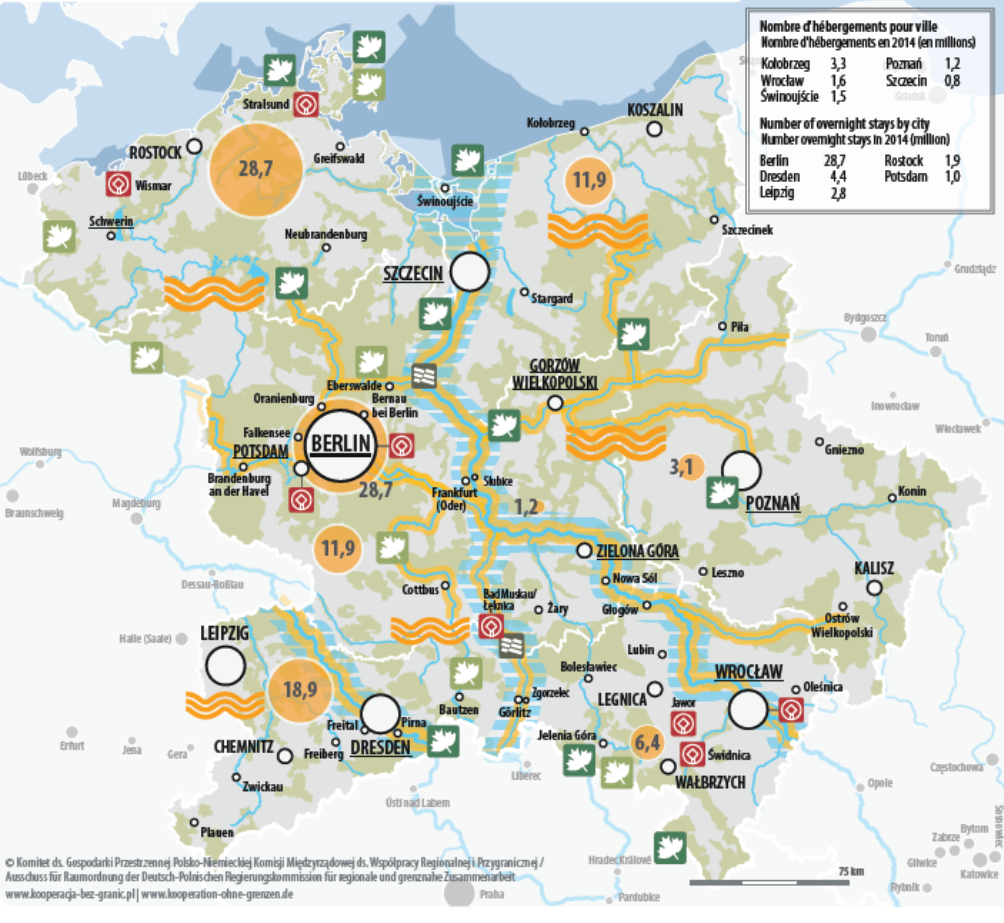 Nombre d'hébergements pour ville
Nombre d'hébergements en 2014 (en millions)
Kołobrzeg 3,3 Poznań 1,2
Wrocław 1,6 Szczecin 0,8
Świnoujście 1,5
Number of overnight stays by city
Number overnight stays in 2014 (million)
Berlin 28,7 Rostock 1,9
Dresden 4,4 Potsdam 1,0
Leipzig 2,8
Gdańsk
Stralsund
Kołobrzeg
KOSZALIN
ROSTOCK
Greifswald
28,7
11,9
Lübeck
Wismar
Świnoujście
Schwerin
Szczecinek
Neubrandenburg
SZCZECIN
Grudziądz
Stargard
Bydgoszcz
Piła
Toruń
GORZÓW
WIELKOPOLSKI
Eberswalde
Oranienburg
Bernau
bei Berlin
Inowrocław
Włocławek
Falkensee
BERLIN
POTSDAM
Gniezno
Wolfsburg
3,1
Brandenburg
an der Havel
28,7
Frankfurt
(Oder)
Słubice
Konin
Braunschweig
Magdeburg
1,2
POZNAŃ
11,9
ZIELONA GÓRA
KALISZ
Dessau-Roßlau
Cottbus
Nowa Sól
Leszno
Bad Muskau/
Łęknica
Żary
Głogów
Ostrów
Wielkopolski
Halle (Saale)
LEIPZIG
Lubin
Bolesławiec
WROCŁAW
18,9
Zgorzelec
LEGNICA
Oleśnica
Bautzen
Görlitz
Jawor
Freital
Pirna
Jelenia Góra
6,4
Erfurt
Jena
Gera
CHEMNITZ
Freiberg
DRESDEN
Świdnica
Zwickau
Liberec
WAŁBRZYCH
Opole
Częstochowa
Ústí nad Labem
Plauen
Sosnowiec
Bytom
Zabrze
Gliwice
Katowice
Hradec Králové
75 km
Rybnik
Praha
Pardubice
© Komitet ds. Gospodarki Przestrzennej Polsko-Niemieckiej Komisji Międzyrządowej ds. Współpracy Regionalnej i Przygranicznej /
Ausschuss für Raumordnung der Deutsch-Polnischen Regierungskommission für regionale und grenznahe Zusammenarbeit
www.kooperacja-bez-granic.pl | www.kooperation-ohne-grenzen.de